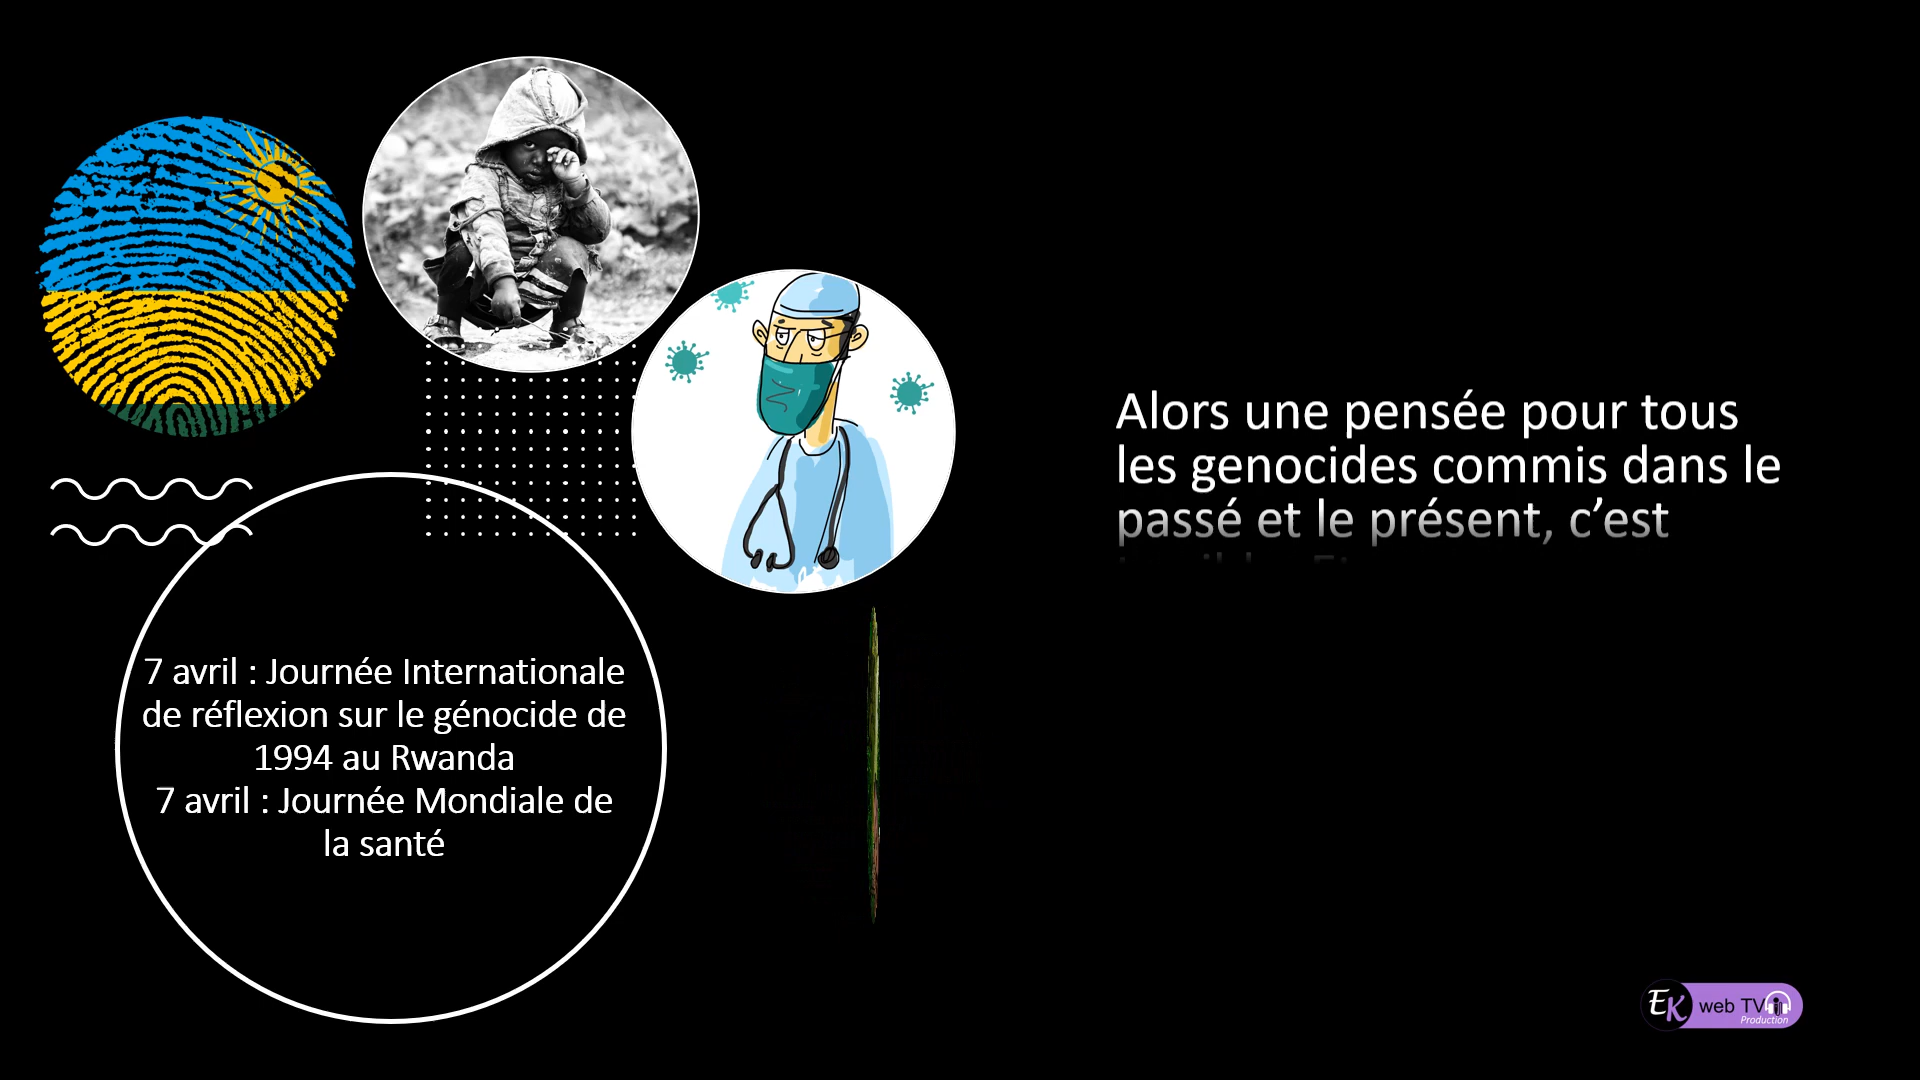 Alors une pensée pour tous
les genocides commis dans le
passé et le présent, c’est
7 avril : Journée Internationale
de réflexion sur le génocide de
1994 au Rwanda
7 avril : Journée Mondiale de
la santé
EK web TV
Production